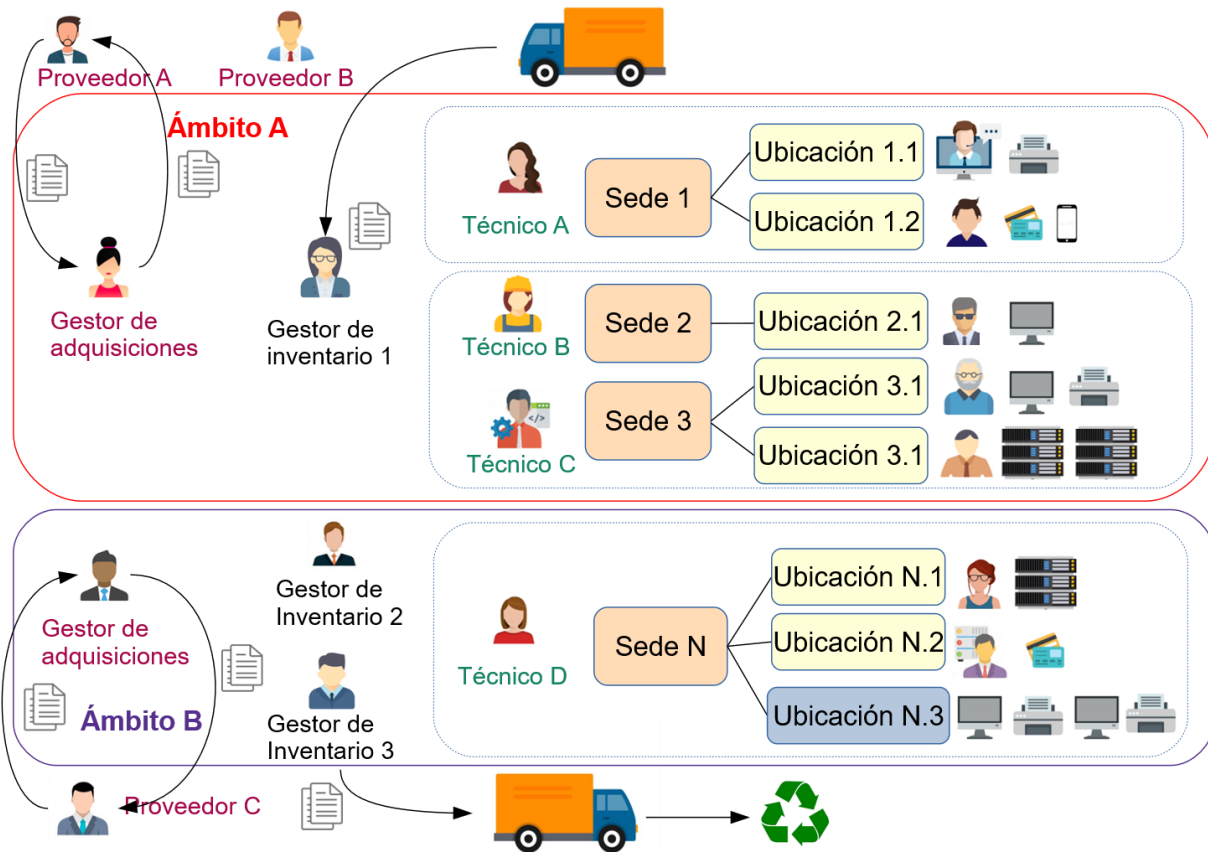 Proveedor A
Proveedor B
Ámbito A
Gestor de
adquisiciones
Gestor de
inventario 1
Técnico A
Sede 1
Ubicación 1.1
Ubicación 1.2
Técnico B
Sede 2
Ubicación 2.1
Técnico C
Sede 3
Ubicación 3.1
Ubicación 3.1
Gestor de
adquisiciones
Ámbito B
Gestor de
Inventario 2
Gestor de
Inventario 3
Técnico D
Sede N
Ubicación N.1
Ubicación N.2
Ubicación N.3
Proveedor C